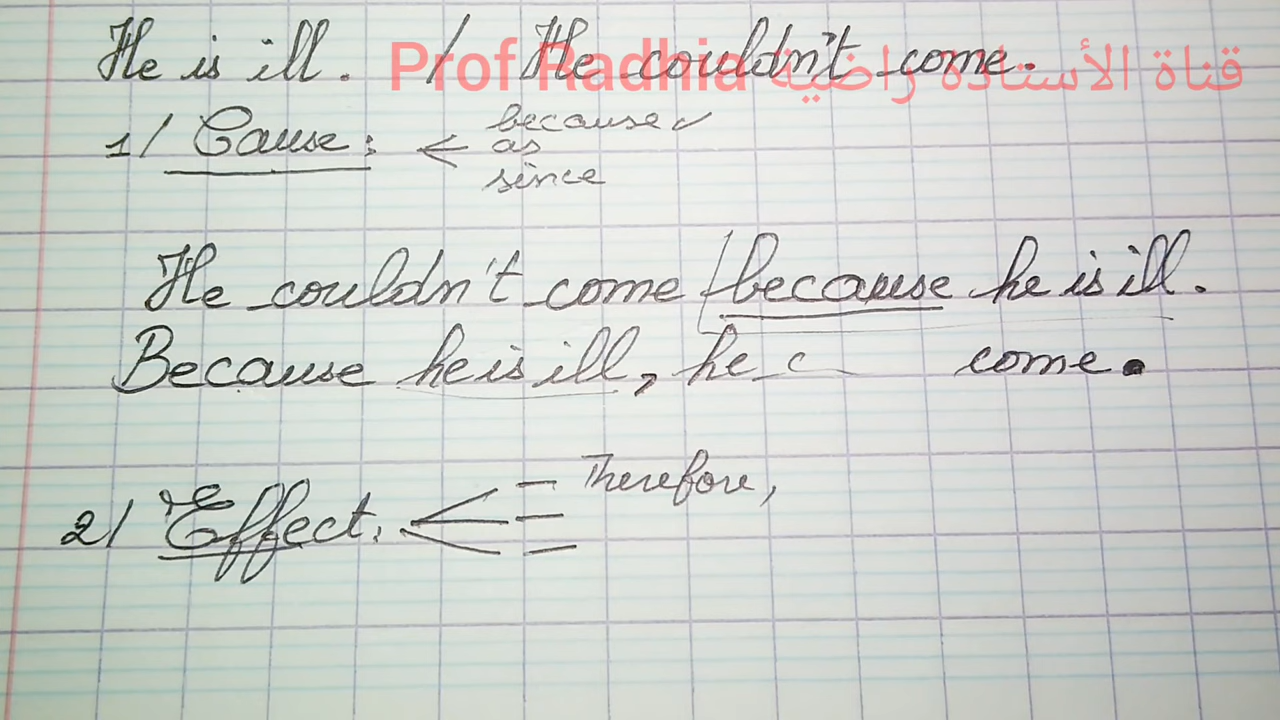 He is ill. / He couldn't come.
Prof Radhia قناة الأستاذة راضية
1/ Cause: < because ✓
as
since
He couldn't come / because he is ill.
Because he is ill, he c come.
2/ Effect: < = Therefore,